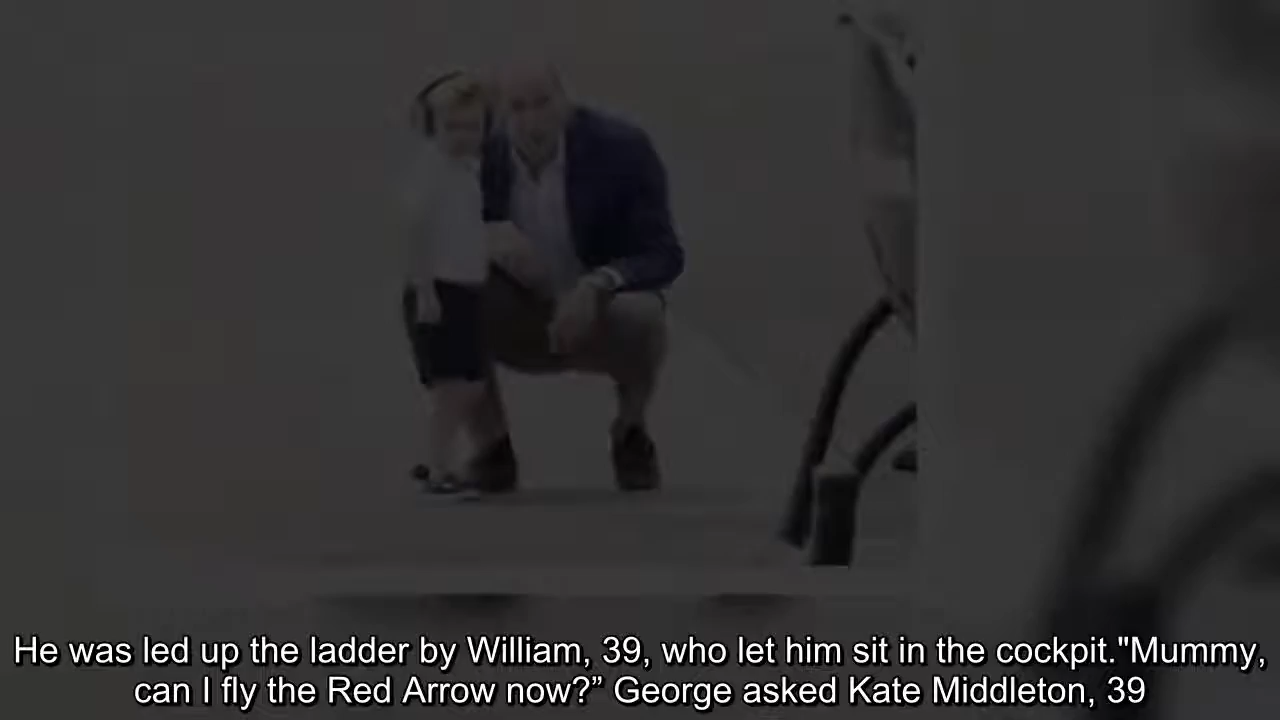 He was led up the ladder by William, 39, who let him sit in the cockpit."Mummy,
can I fly the Red Arrow now?” George asked Kate Middleton, 39